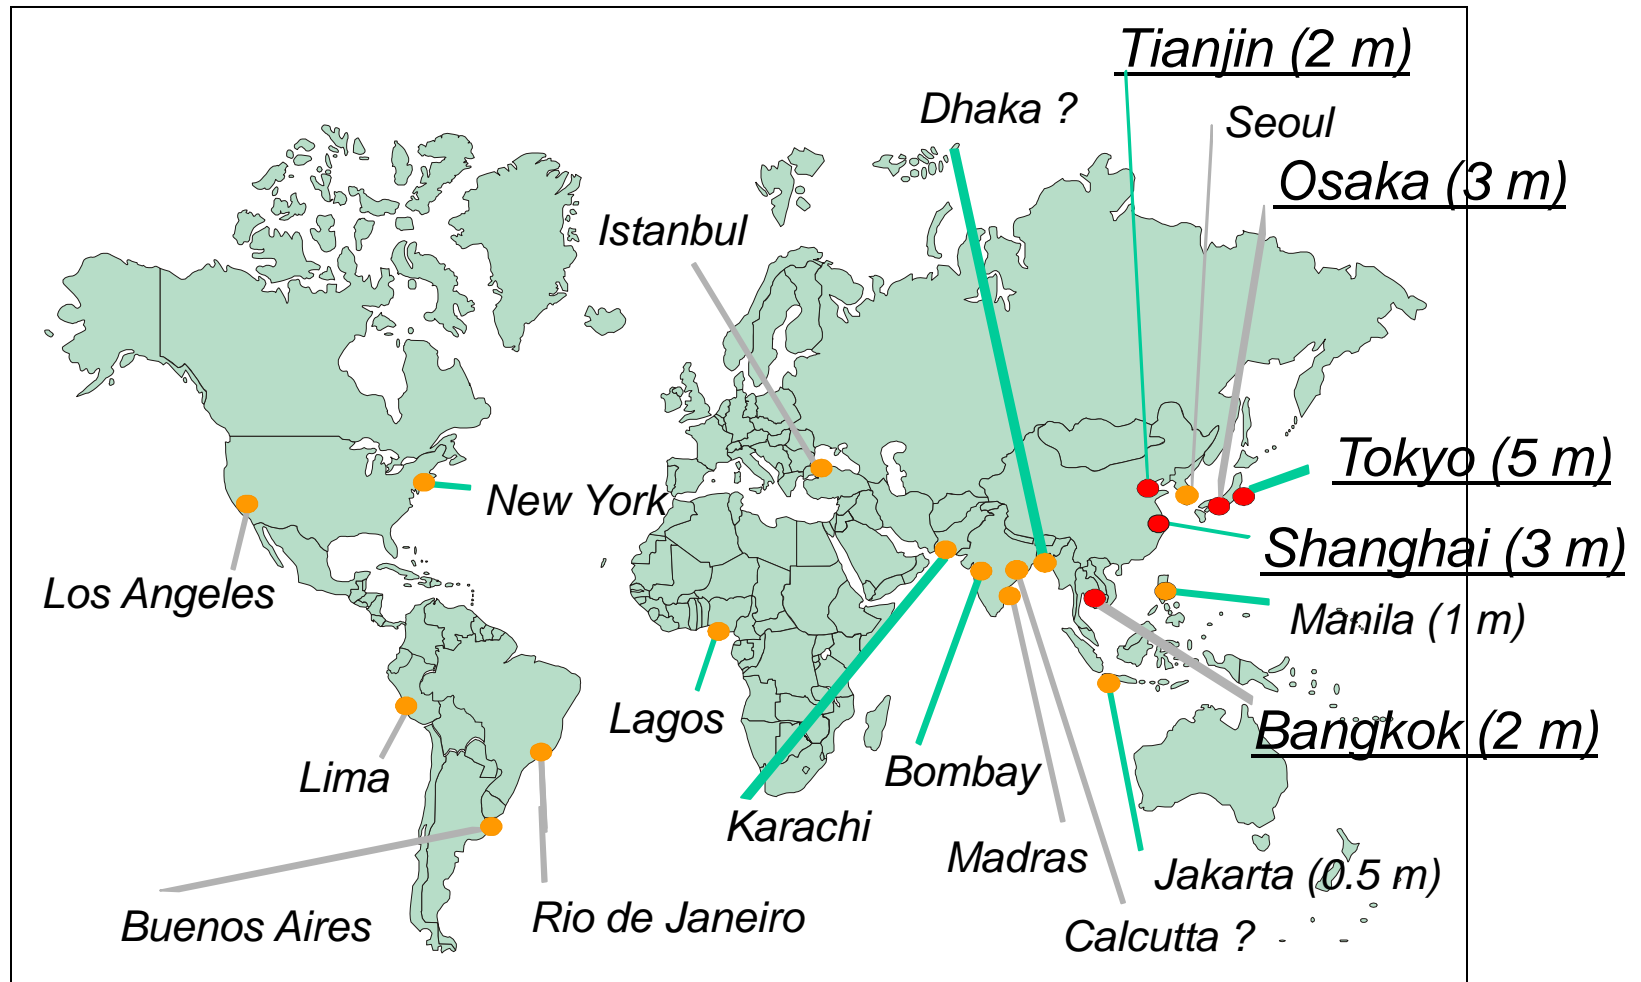 Tianjin (2 m)
Dhaka ?
Seoul
Osaka (3 m)
Istanbul
Tokyo (5 m)
New York
Shanghai (3 m)
Los Angeles
Manila (1 m)
Lagos
Bangkok (2 m)
Lima
Bombay
Karachi
Madras
Jakarta (0.5 m)
Rio de Janeiro
Buenos Aires
Calcutta ?